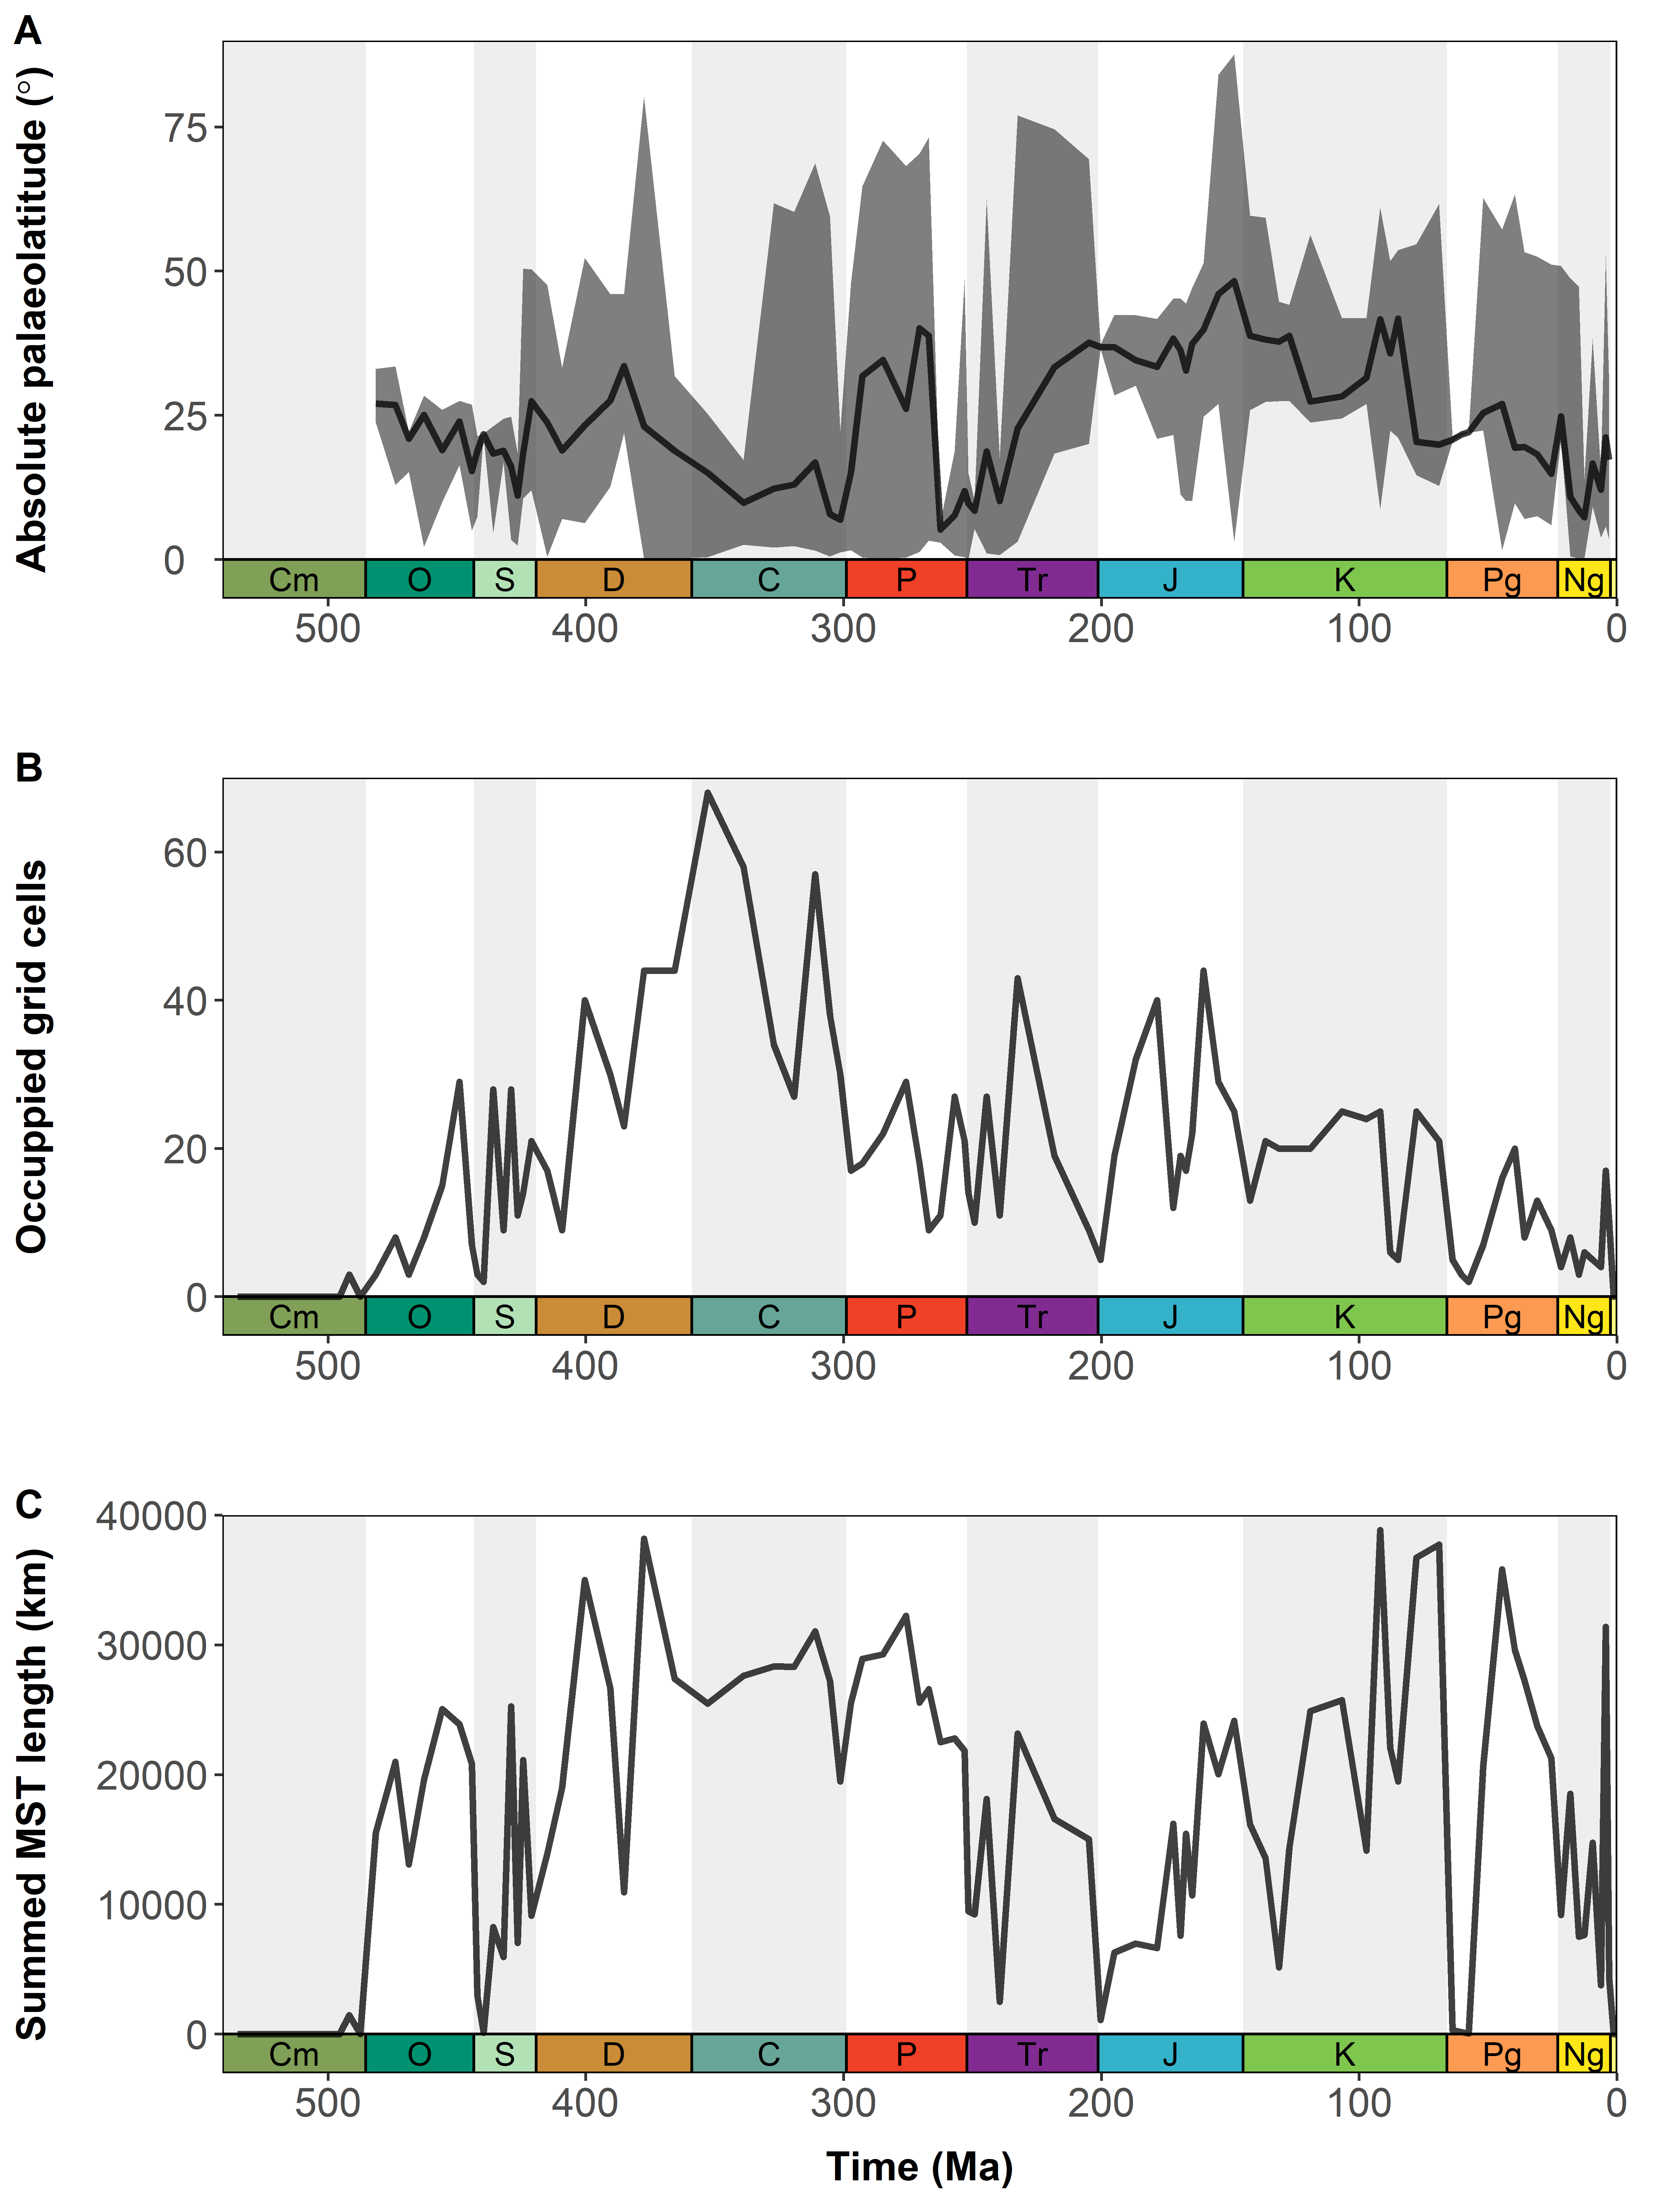 A
Absolute palaeolatitude (°)
75
50
25
0
Cm O S D C P Tr J K Pg Ng
500 400 300 200 100 0
B
Occuppied grid cells
60
40
20
0
Cm O S D C P Tr J K Pg Ng
500 400 300 200 100 0
C
Summed MST length (km)
40000
30000
20000
10000
0
Cm O S D C P Tr J K Pg Ng
500 400 300 200 100 0
Time (Ma)